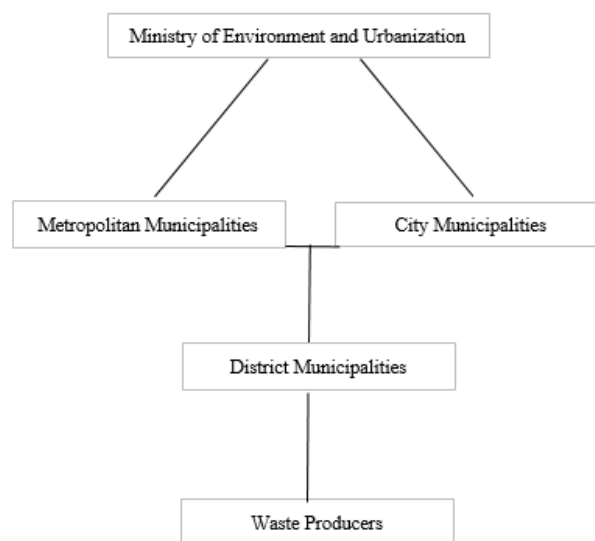 Ministry of Environment and Urbanization
Metropolitan Municipalities
City Municipalities
District Municipalities
Waste Producers